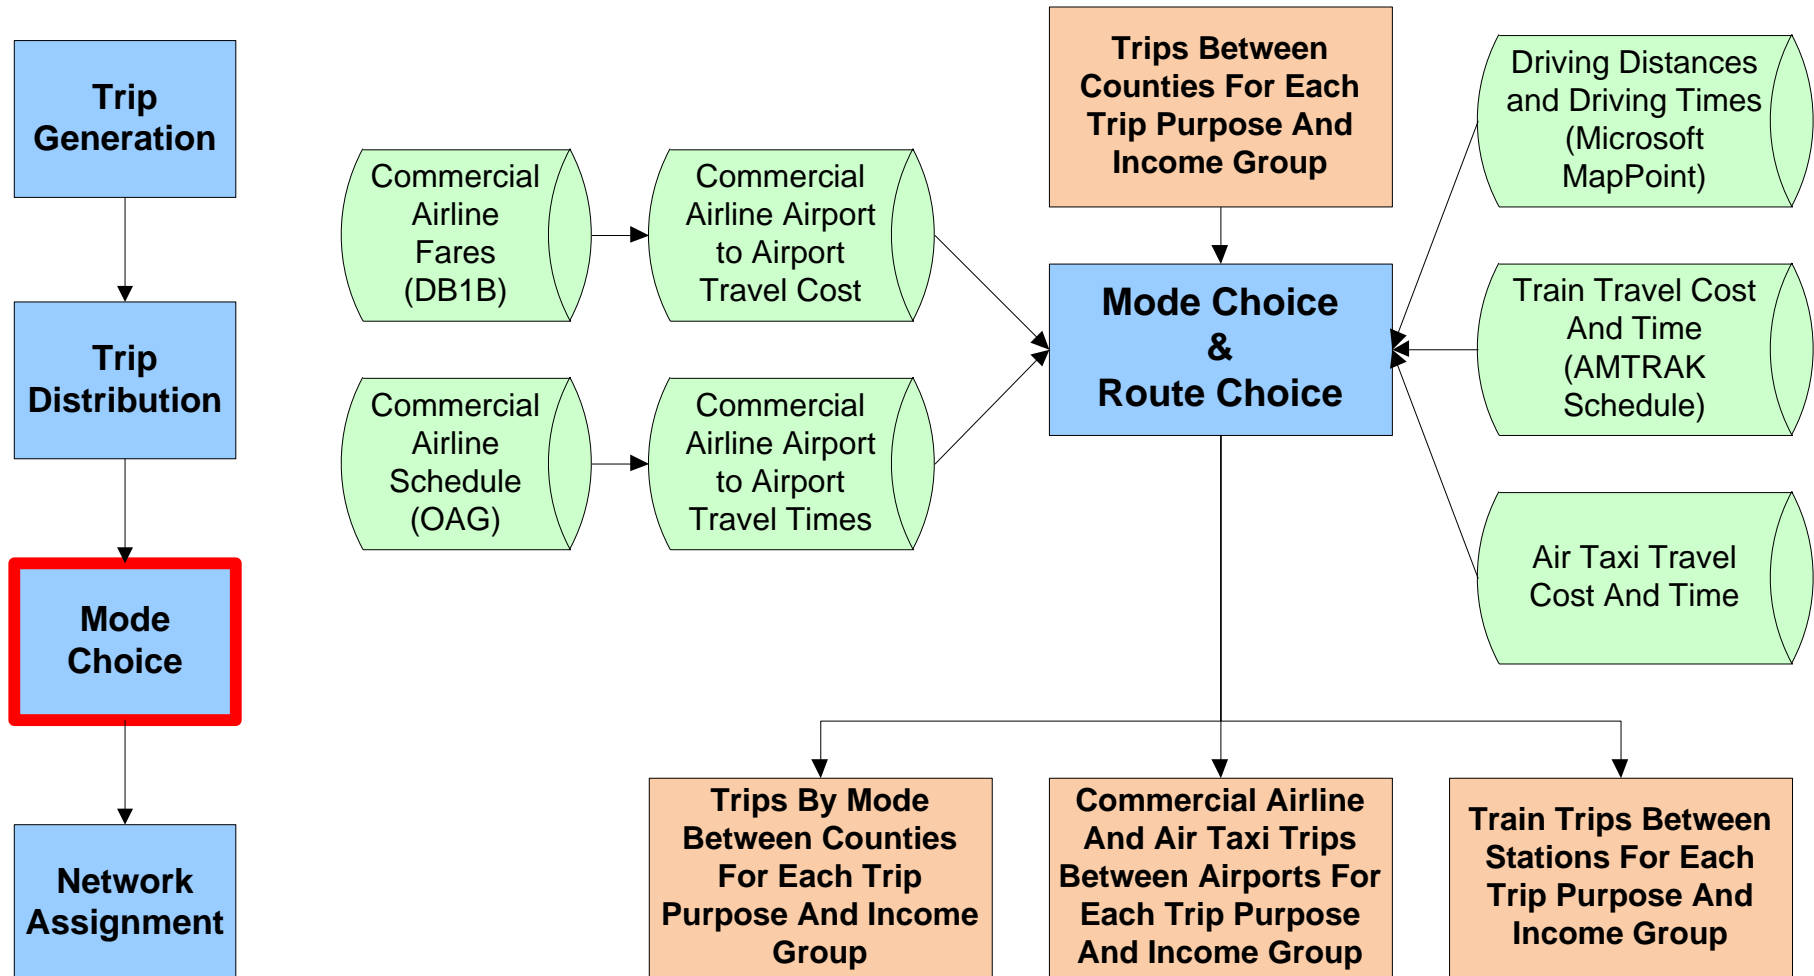 Trip
Generation
Trip
Distribution
Mode
Choice
Network
Assignment
Commercial
Airline
Fares
(DB1B)
Commercial
Airline Airport
to Airport
Travel Cost
Commercial
Airline
Schedule
(OAG)
Commercial
Airline Airport
to Airport
Travel Times
Trips Between
Counties For Each
Trip Purpose And
Income Group
Mode Choice
&
Route Choice
Driving Distances
and Driving Times
(Microsoft
MapPoint)
Train Travel Cost
And Time
(AMTRAK
Schedule)
Air Taxi Travel
Cost And Time
Trips By Mode
Between Counties
For Each Trip
Purpose And Income
Group
Commercial Airline
And Air Taxi Trips
Between Airports For
Each Trip Purpose
And Income Group
Train Trips Between
Stations For Each
Trip Purpose And
Income Group